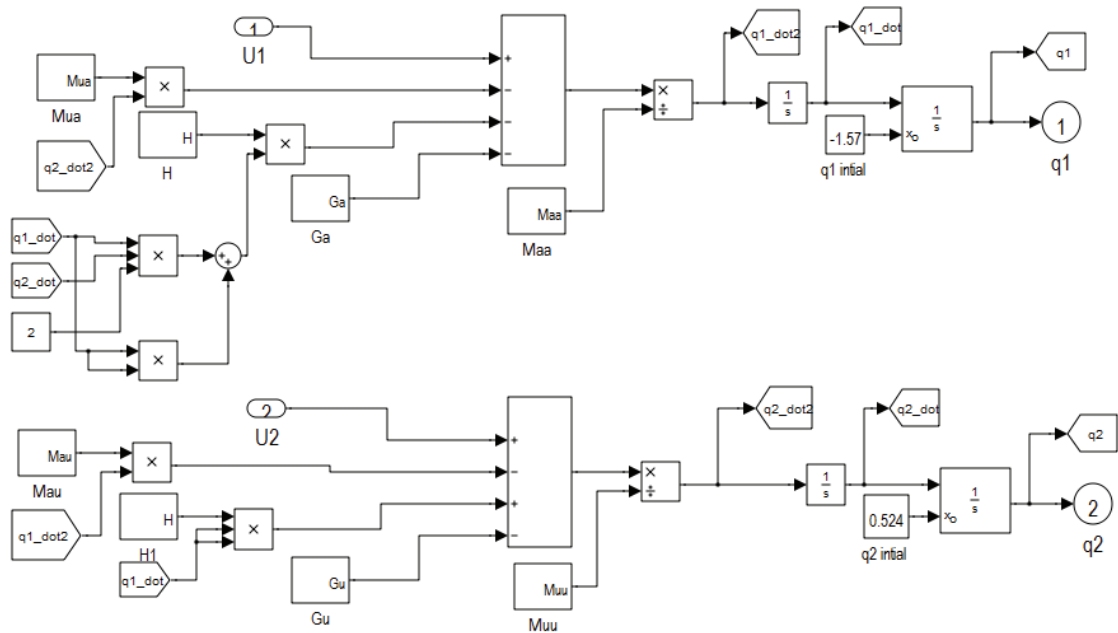 1
U1
Mua
Mua
×
q2_dot2
H
H
×
Ga
Ga
q1_dot
q2_dot
2
×
×
+
+
+
−
−
−
Maa
Maa
×
÷
q1_dot2
1
s
q1_dot
-1.57
q1 intial
xo
1
s
q1
1
q1
2
U2
Mau
Mau
×
q1_dot2
H
H1
q1_dot
×
Gu
Gu
+
−
+
−
Muu
Muu
×
÷
q2_dot2
1
s
q2_dot
0.524
q2 intial
xo
1
s
q2
2
q2